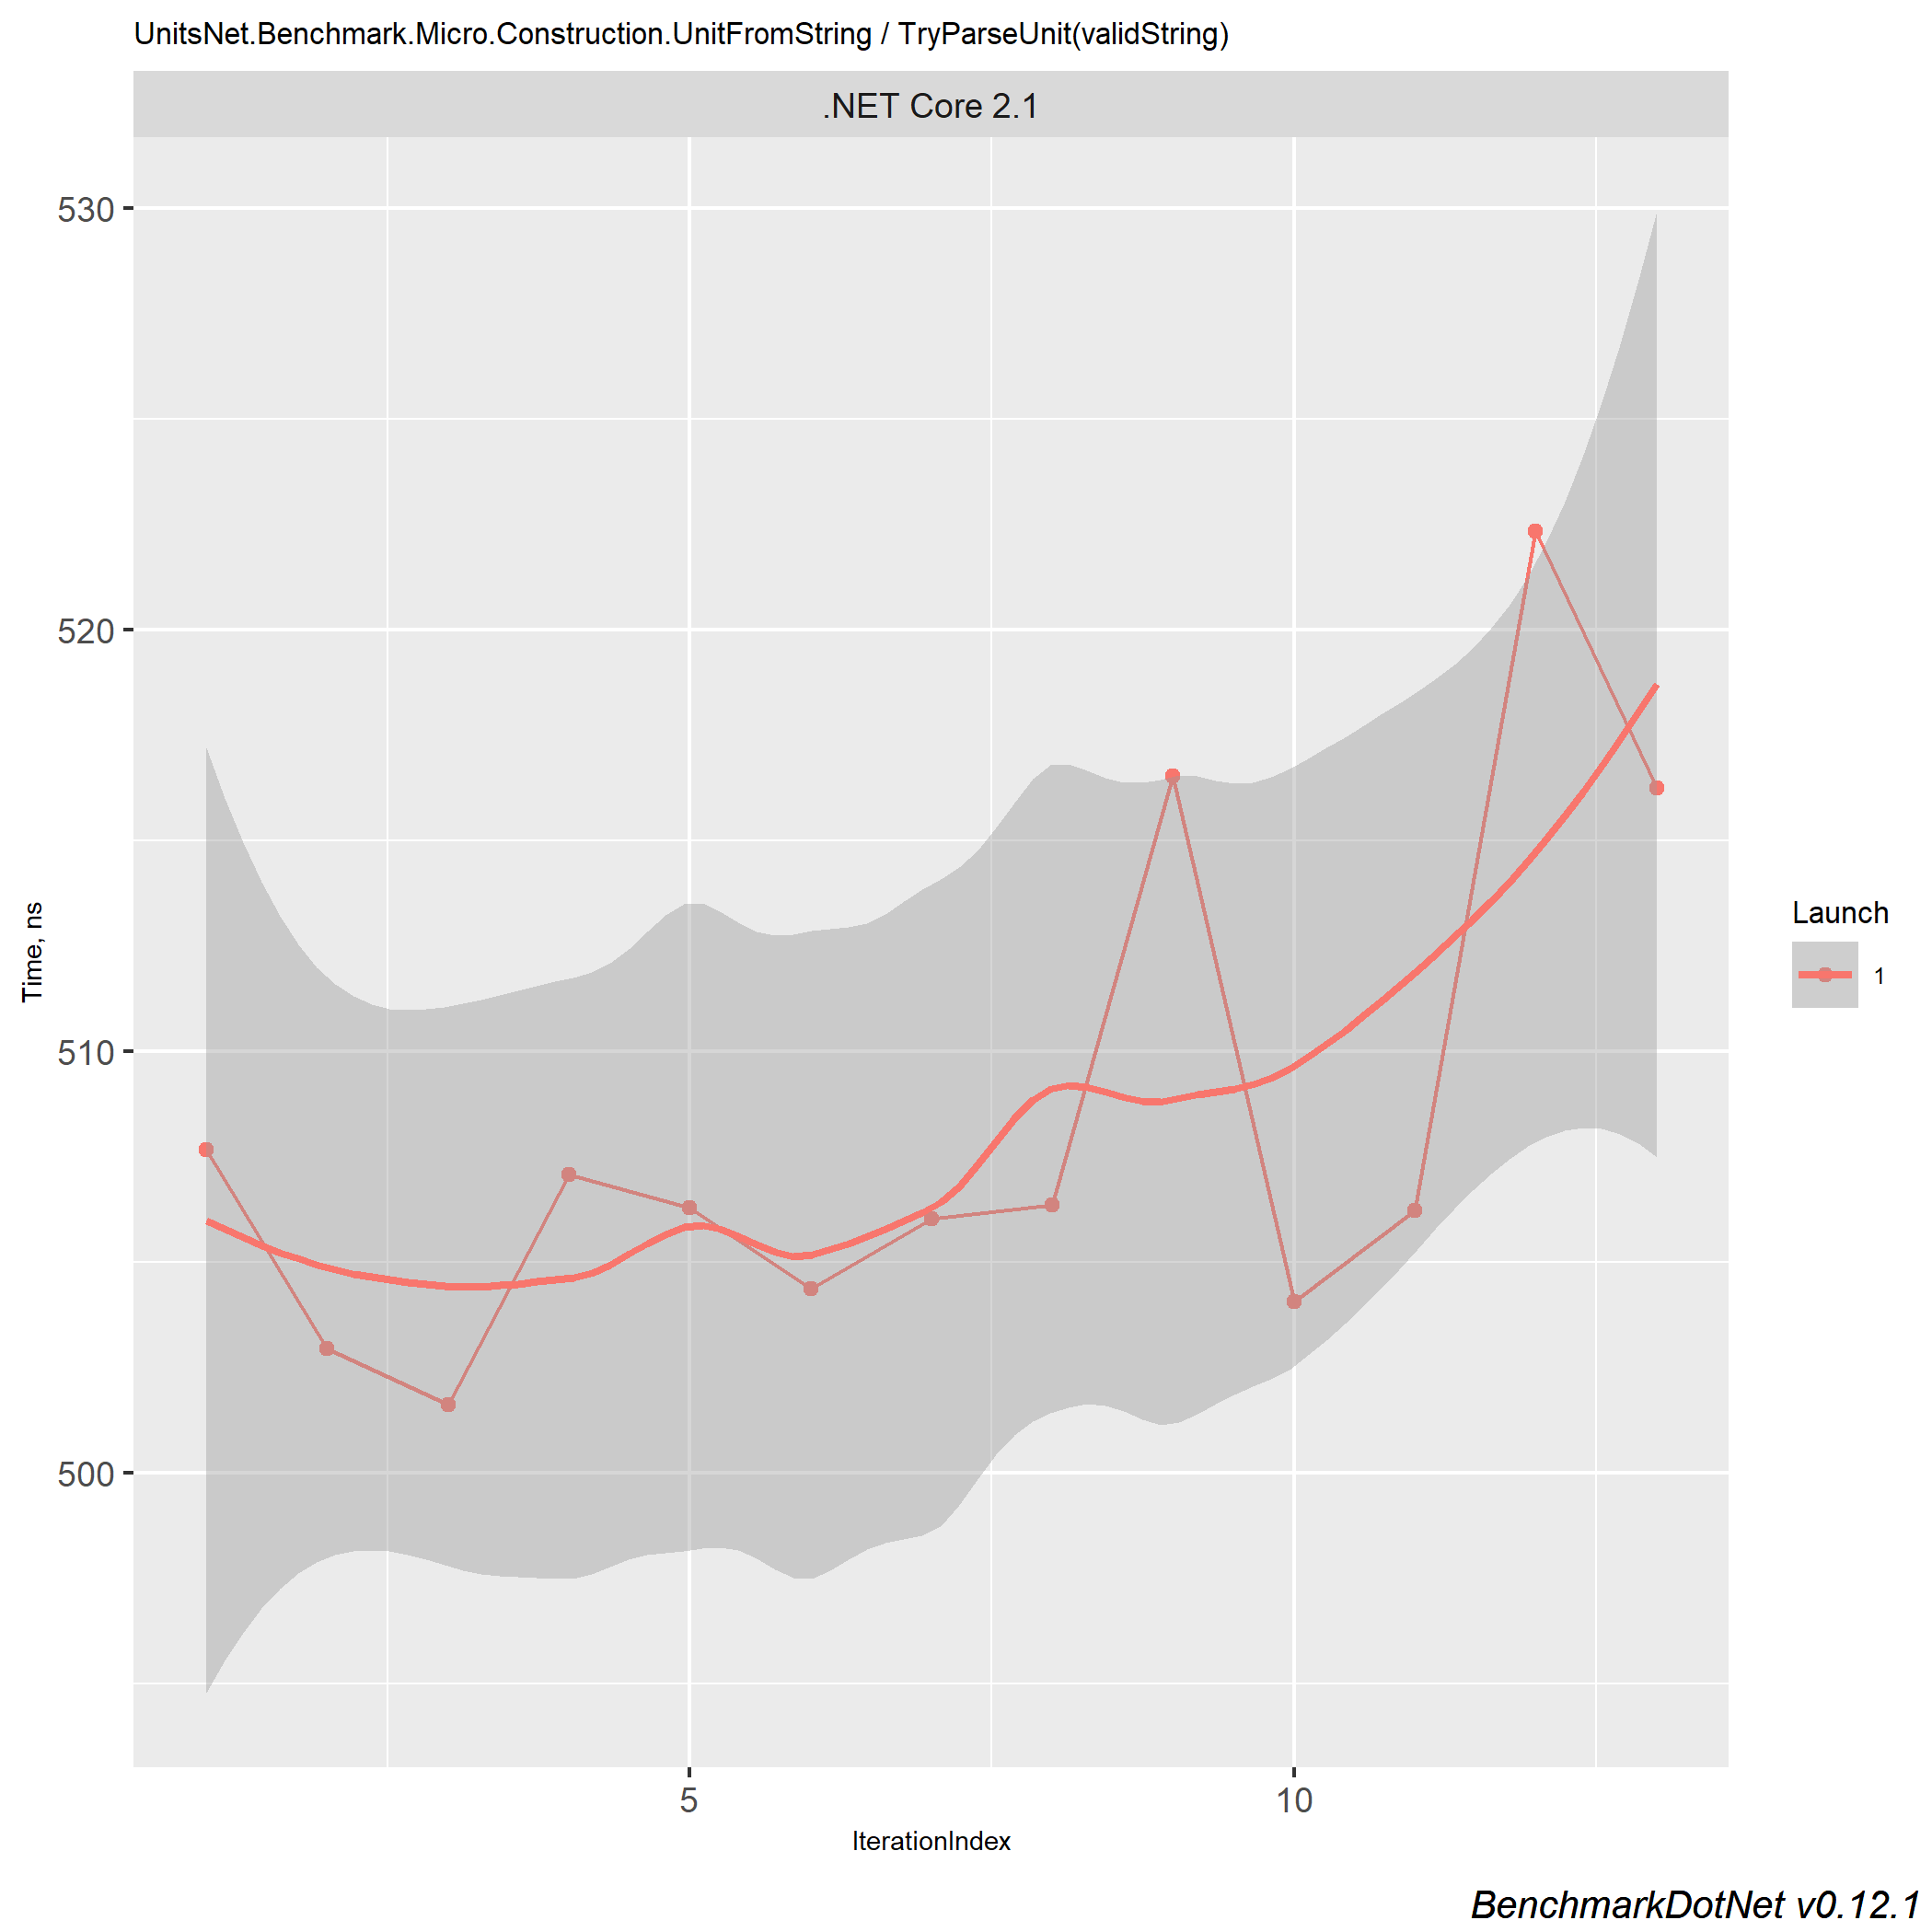 UnitsNet.Benchmark.Micro.Construction.UnitFromString / TryParseUnit(validString)
.NET Core 2.1
530
520
510
500
Time, ns
5
10
IterationIndex
Launch
1
BenchmarkDotNet v0.12.1